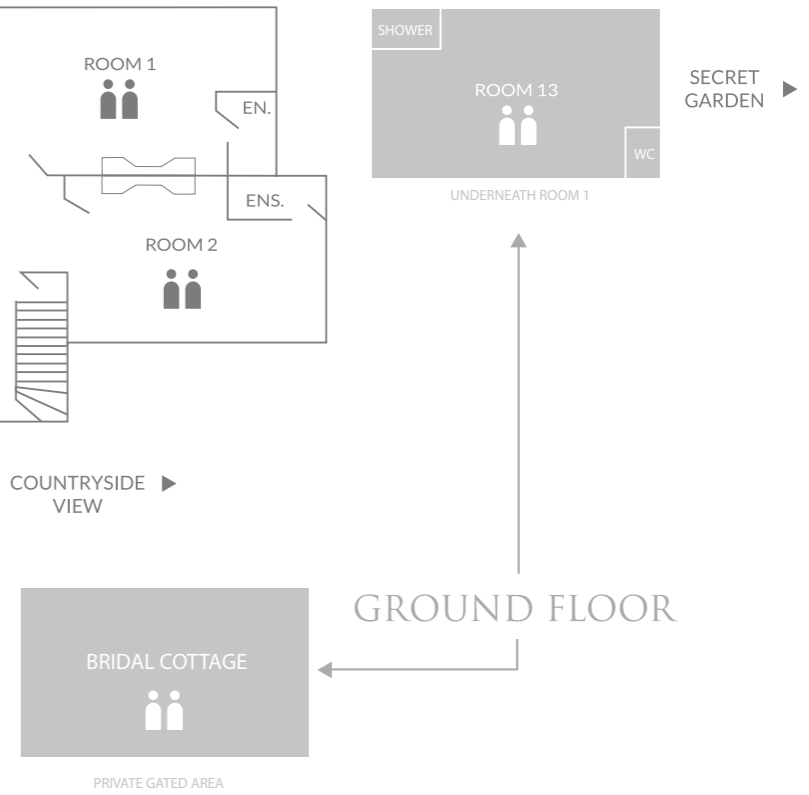 ROOM 1
EN.
ENS.
ROOM 2
SHOWER
ROOM 13
WC
UNDERNEATH ROOM 1
SECRET
GARDEN
COUNTRYSIDE
VIEW
GROUND FLOOR
BRIDAL COTTAGE
PRIVATE GATED AREA